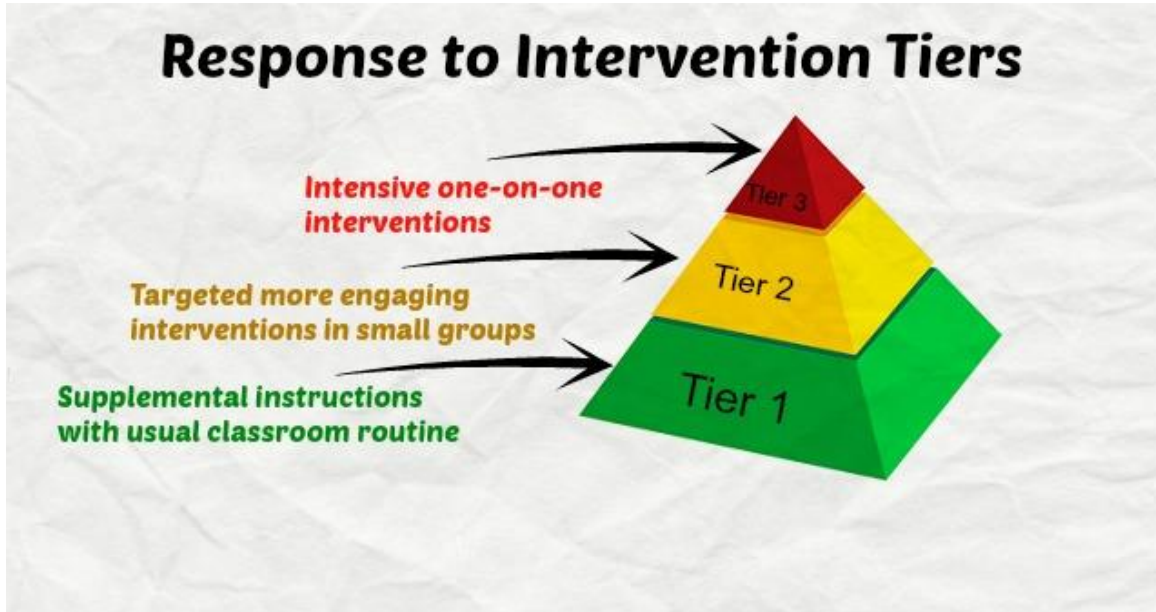 Response to Intervention Tiers
Intensive one-on-one
interventions
Tier 3
Targeted more engaging
interventions in small groups
Tier 2
Supplemental instructions
with usual classroom routine
Tier 1